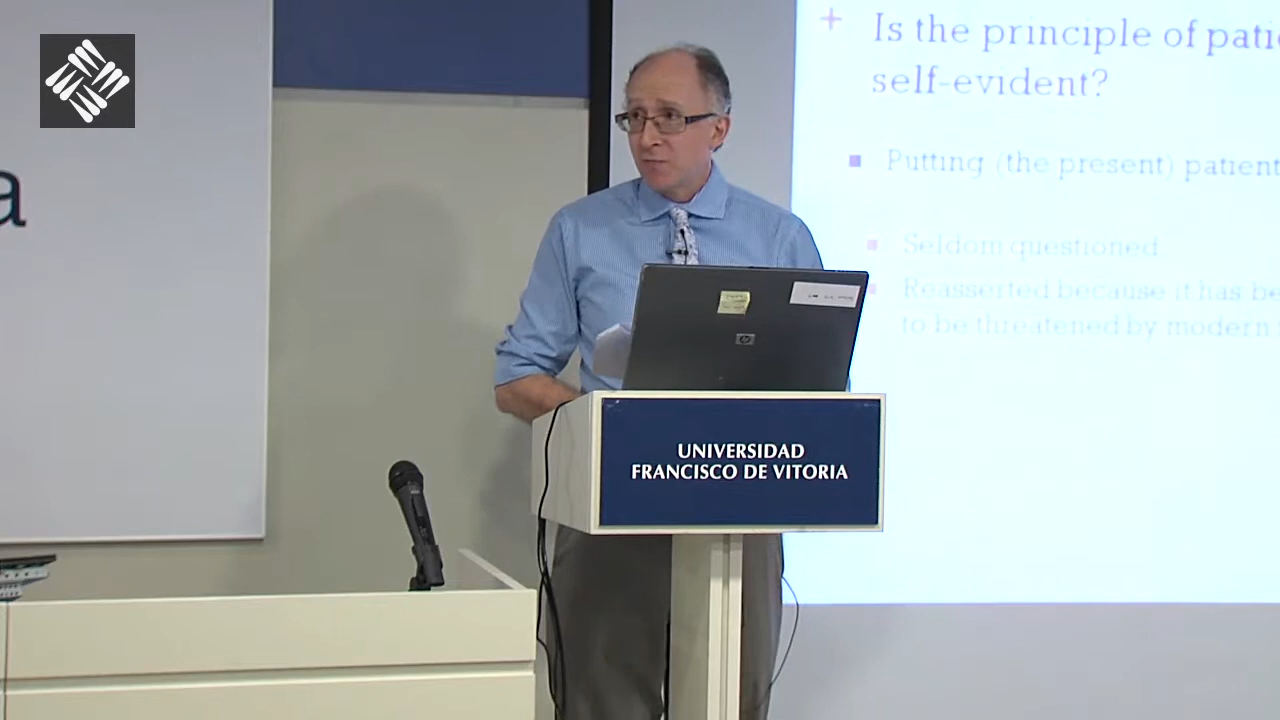 a
Is the principle of pati
self-evident?
Putting (the present) patient
Seldom questioned
Reasserted because it has be
to be threatened by modern
hp
UNIVERSIDAD
FRANCISCO DE VITORIA